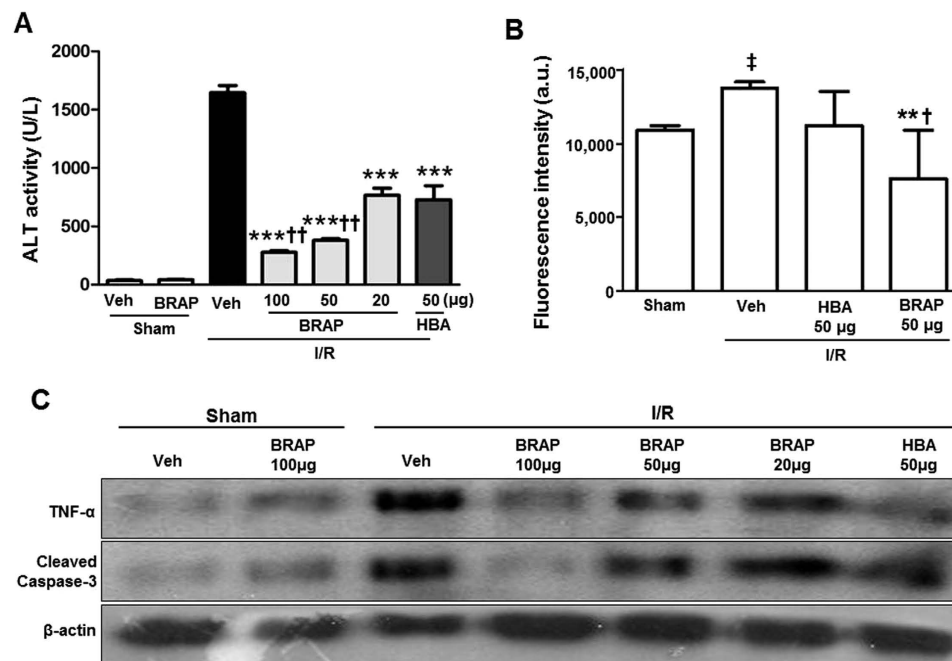 A
ALT activity (U/L)
2000
1500
1000
500
0
***††
***††
***
***
Veh
BRAP
Veh
100
50
20
50 (µg)
Sham
BRAP
HBA
I/R
B
Fluorescence intensity (a.u.)
15,000
10,000
5,000
0
‡
**†
Sham
Veh
HBA
50 µg
BRAP
50 µg
I/R
C
Sham
I/R
Veh
BRAP
100µg
Veh
BRAP
100µg
BRAP
50µg
BRAP
20µg
HBA
50µg
TNF-α
Cleaved
Caspase-3
β-actin